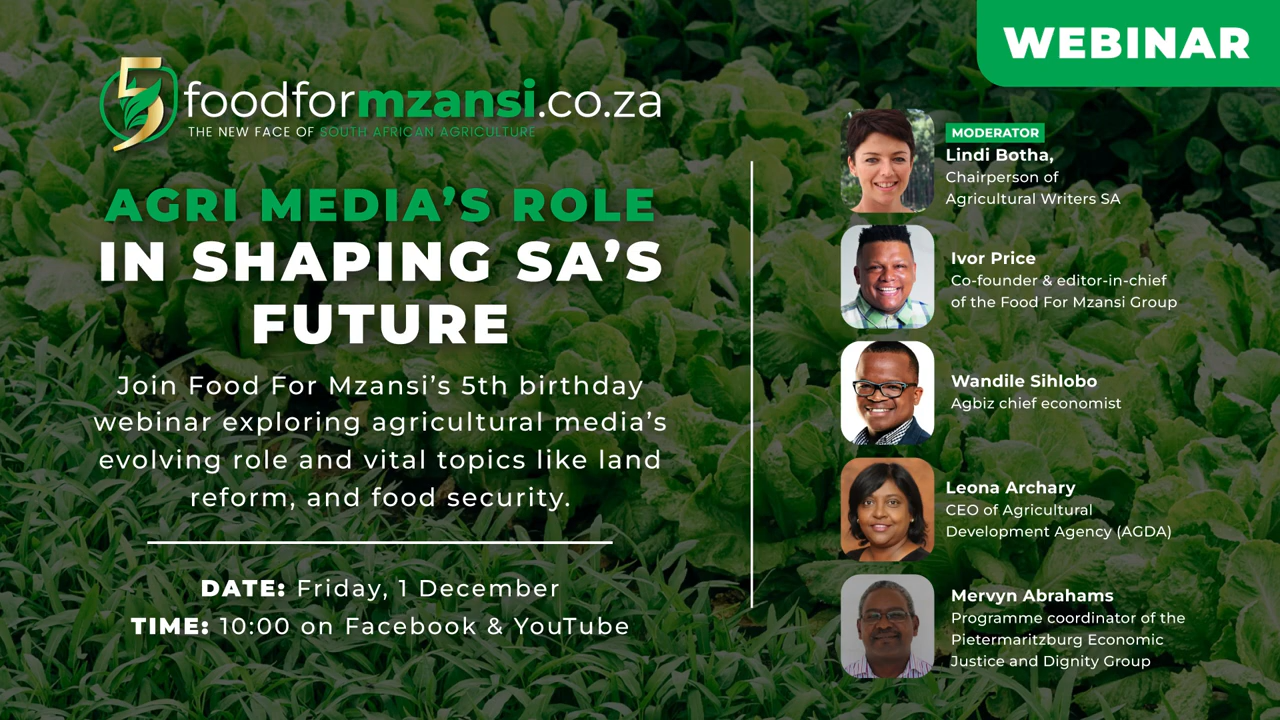 WEBINAR
5
foodformzansi.co.za
THE NEW FACE OF SOUTH AFRICAN AGRICULTURE
AGRI MEDIA’S ROLE
IN SHAPING SA’S
FUTURE
Join Food For Mzansi’s 5th birthday
webinar exploring agricultural media’s
evolving role and vital topics like land
reform, and food security.
DATE: Friday, 1 December
TIME: 10:00 on Facebook & YouTube
MODERATOR
Lindi Botha,
Chairperson of
Agricultural Writers SA
Ivor Price
Co-founder & editor-in-chief
of the Food For Mzansi Group
Wandile Sihlobo
Agbiz chief economist
Leona Archary
CEO of Agricultural
Development Agency (AGDA)
Mervyn Abrahams
Programme coordinator of the
Pietermaritzburg Economic
Justice and Dignity Group